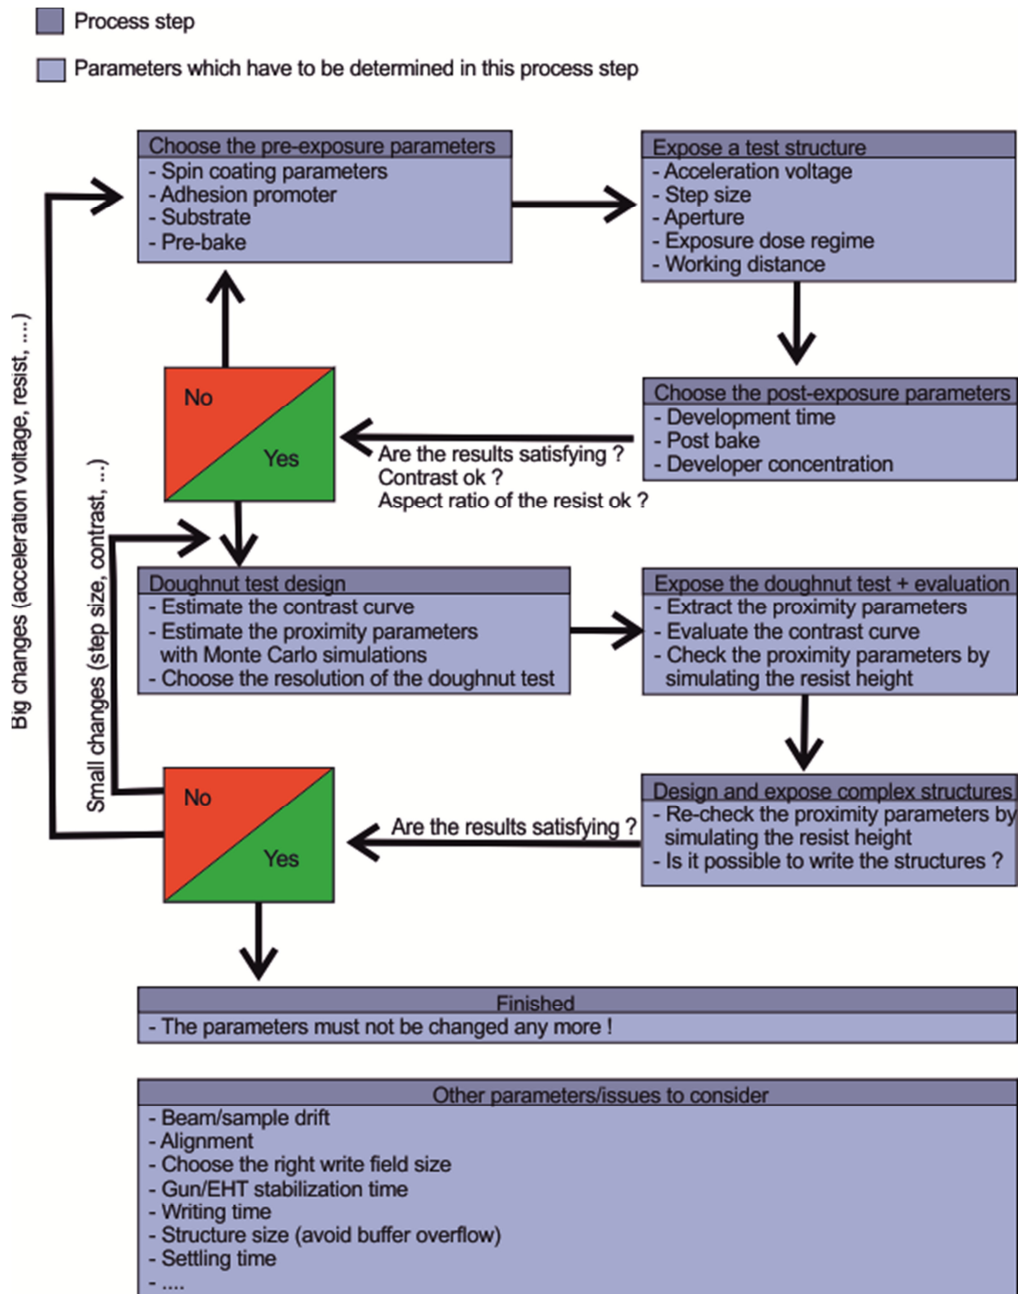 Process step
Parameters which have to be determined in this process step
Choose the pre-exposure parameters
- Spin coating parameters
- Adhesion promoter
- Substrate
- Pre-bake
Expose a test structure
- Acceleration voltage
- Step size
- Aperture
- Exposure dose regime
- Working distance
Choose the post-exposure parameters
- Development time
- Post bake
- Developer concentration
Are the results satisfying ?
Contrast ok ?
Aspect ratio of the resist ok ?
No
Yes
Doughnut test design
- Estimate the contrast curve
- Estimate the proximity parameters
with Monte Carlo simulations
- Choose the resolution of the doughnut test
Expose the doughnut test + evaluation
- Extract the proximity parameters
- Evaluate the contrast curve
- Check the proximity parameters by
simulating the resist height
Design and expose complex structures
- Re-check the proximity parameters by
simulating the resist height
- Is it possible to write the structures ?
Are the results satisfying ?
No
Yes
Small changes (step size, contrast, ...)
Big changes (acceleration voltage, resist, ....)
Finished
- The parameters must not be changed any more !
Other parameters/issues to consider
- Beam/sample drift
- Alignment
- Choose the right write field size
- Gun/EHT stabilization time
- Writing time
- Structure size (avoid buffer overflow)
- Settling time
- ....